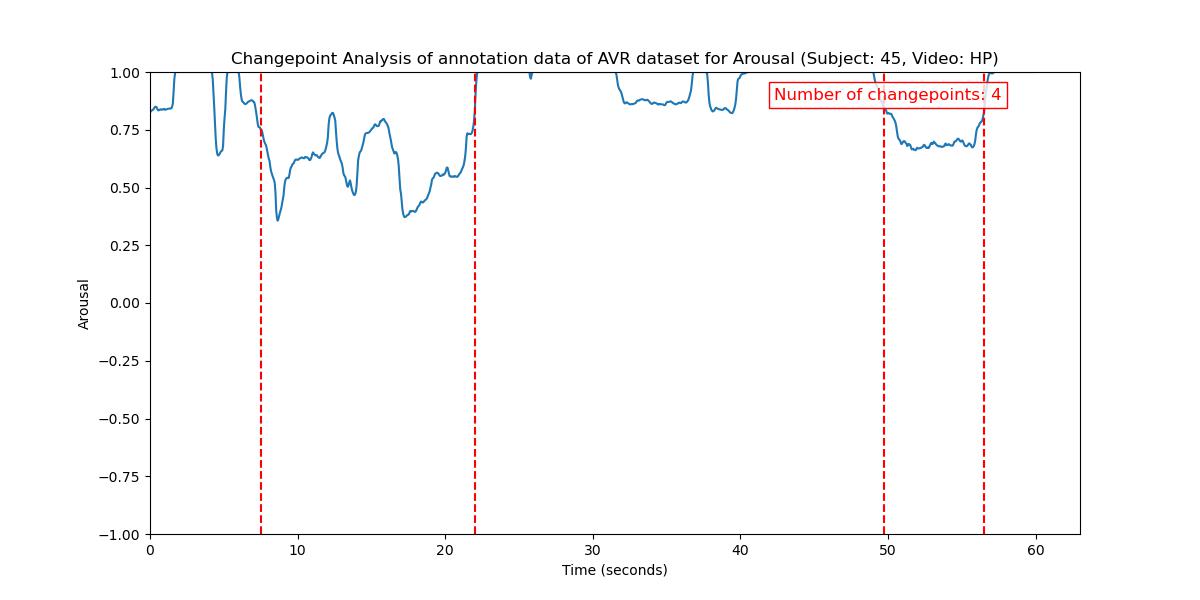 Changepoint Analysis of annotation data of AVR dataset for Arousal (Subject: 45, Video: HP)
Number of changepoints: 4
1.00
0.75
0.50
0.25
0.00
−0.25
−0.50
−0.75
−1.00
Arousal
0 10 20 30 40 50 60
Time (seconds)